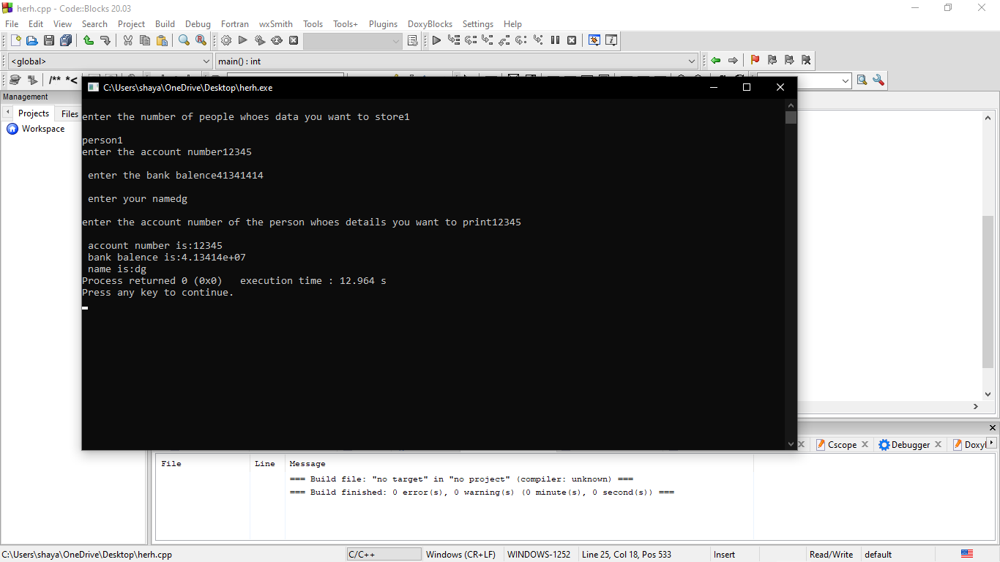 herh.cpp - Code::Blocks 20.03
File Edit View Search Project Build Debug Fortran wxSmith Tools Tools+ Plugins DoxyBlocks Settings Help
<global> main() : int
/** *<
C:\Users\shaya\OneDrive\Desktop\herh.exe
Management
Projects Files
Workspace
enter the number of people whoes data you want to store1
person1
enter the account number12345
enter the bank balence41341414
enter your namedg
enter the account number of the person whoes details you want to print12345
account number is:12345
bank balence is:4.13414e+07
name is:dg
Process returned 0 (0x0)   execution time : 12.964 s
Press any key to continue.
Cscope Debugger Doxyl
File Line Message
=== Build file: "no target" in "no project" (compiler: unknown) ===
=== Build finished: 0 error(s), 0 warning(s) (0 minute(s), 0 second(s)) ===
C:\Users\shaya\OneDrive\Desktop\herh.cpp C/C++ Windows (CR+LF) WINDOWS-1252 Line 25, Col 18, Pos 533 Insert Read/Write default